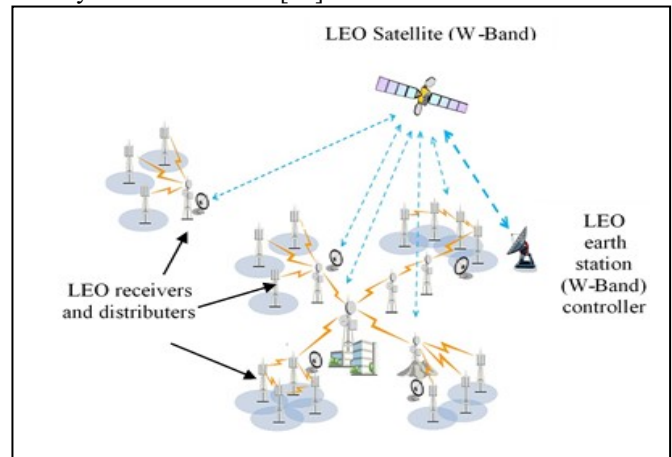 LEO Satellite (W-Band)
LEO receivers
and distributers
LEO
earth
station
(W-Band)
controller